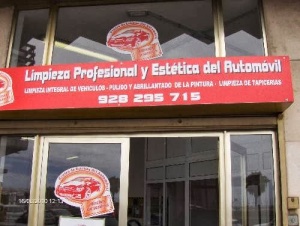 Limpieza Profesional y Estética del Automóvil
LIMPIEZA INTEGRAL DE VEHICULOS - PULIDO Y ABRILLANTADO DE LA PINTURA - LIMPIEZA DE TAPICERIAS
928 295 715